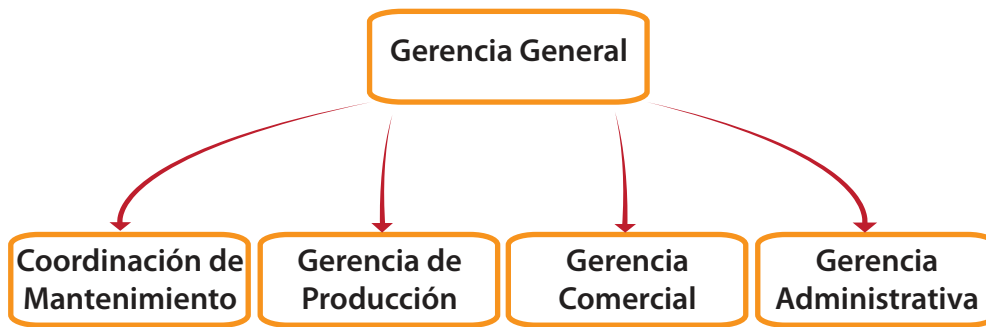 Gerencia General
Coordinación de
Mantenimiento
Gerencia de
Producción
Gerencia
Comercial
Gerencia
Administrativa